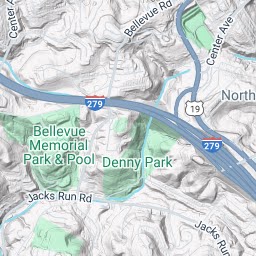 Center A
Bellevue Rd
Center Ave
279
19
North
Bellevue
Memorial
Park & Pool
Denny Park
279
Jacks Run Rd
Jacks Run